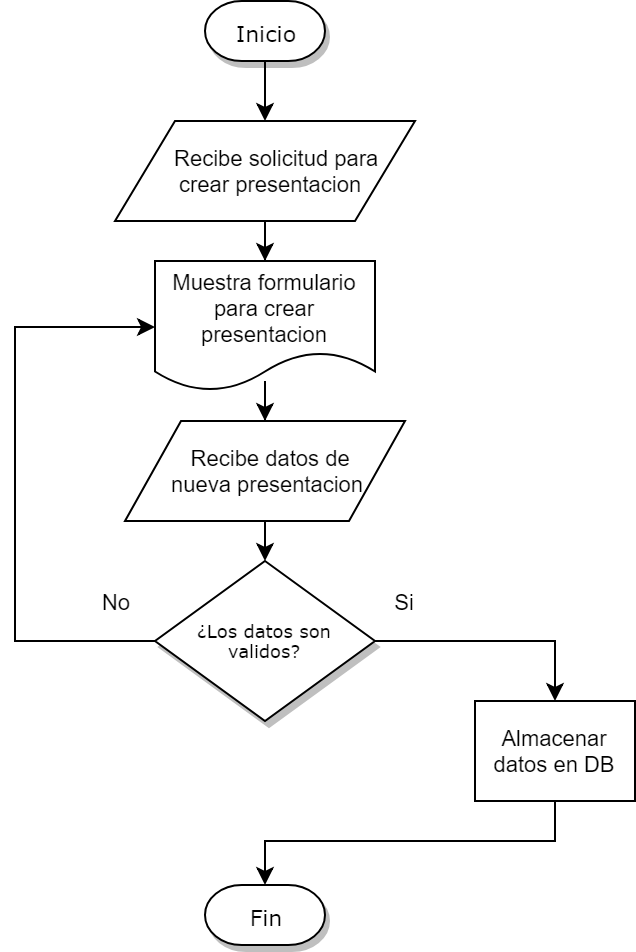 Inicio
Recibe solicitud para
crear presentacion
Muestra formulario
para crear
presentacion
Recibe datos de
nueva presentacion
No
Si
¿Los datos son
validos?
Almacenar
datos en DB
Fin